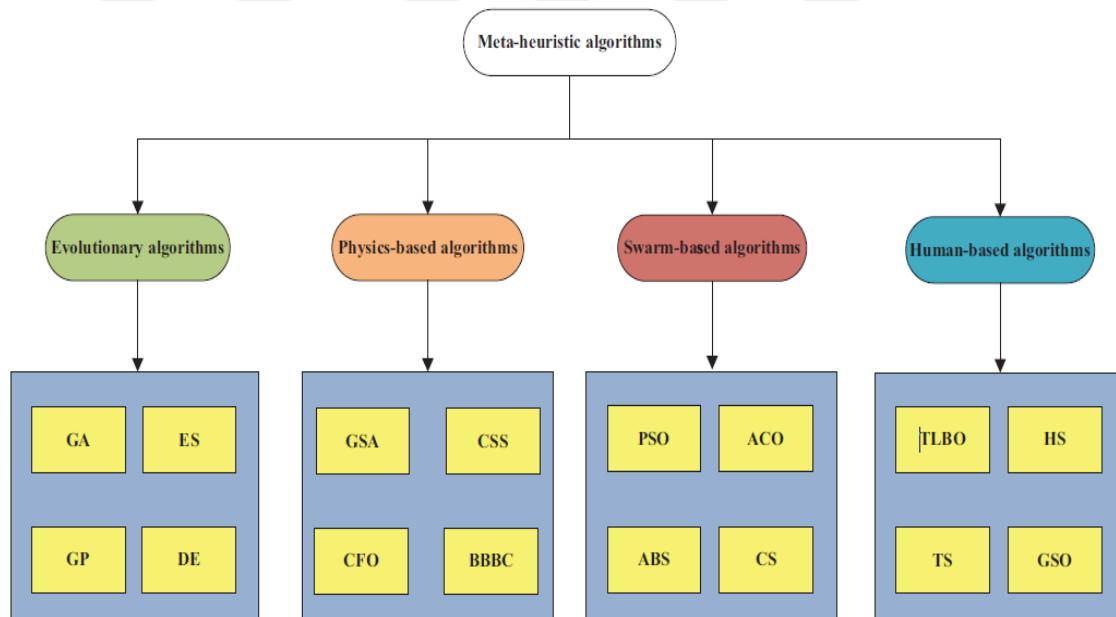 Meta-heuristic algorithms
Evolutionary algorithms
Physics-based algorithms
Swarm-based algorithms
Human-based algorithms
GA
ES
GP
DE
GSA
CSS
CFO
BBBC
PSO
ACO
ABS
CS
TLBO
HS
TS
GSO